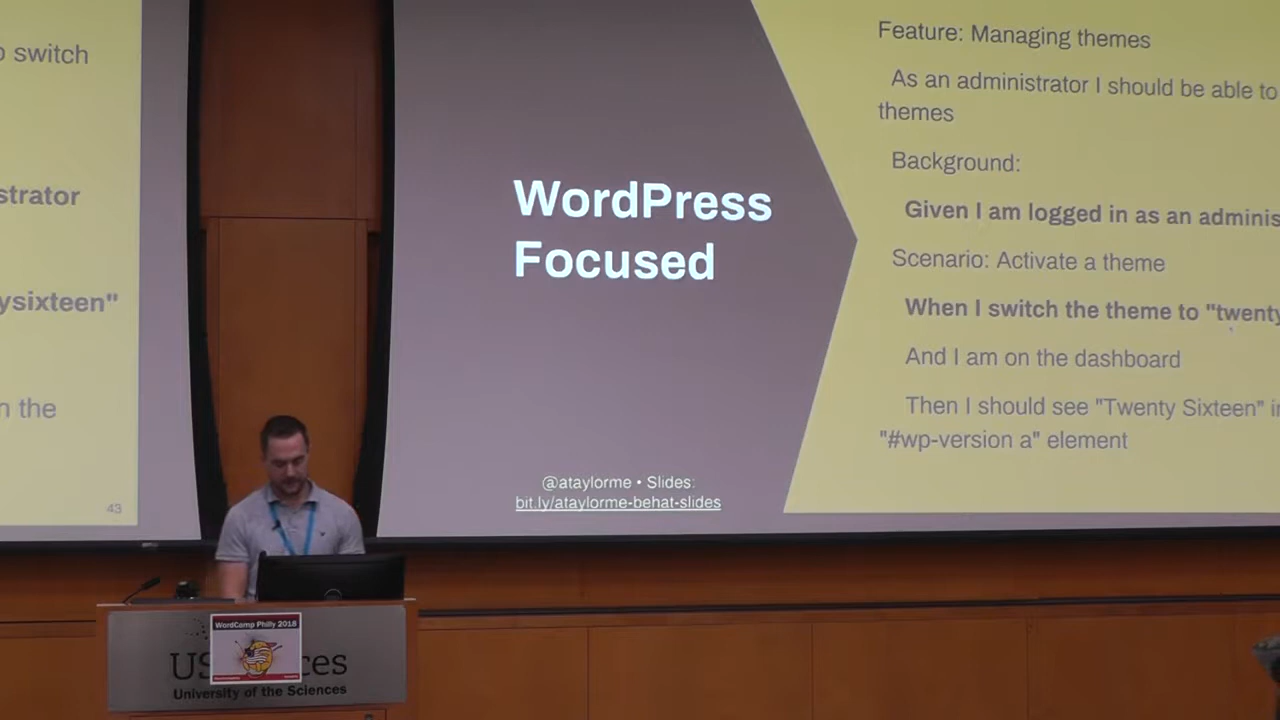 o switch
strator
ysixteen"
n the
43
WordPress
Focused
@ataylorme • Slides:
bit.ly/ataylorme-behat-slides
Feature: Managing themes
As an administrator I should be able to
themes
Background:
Given I am logged in as an adminis
Scenario: Activate a theme
When I switch the theme to "twenty
And I am on the dashboard
Then I should see "Twenty Sixteen" in
"#wp-version a" element
WordCamp Philly 2018
US ces
University of the Sciences